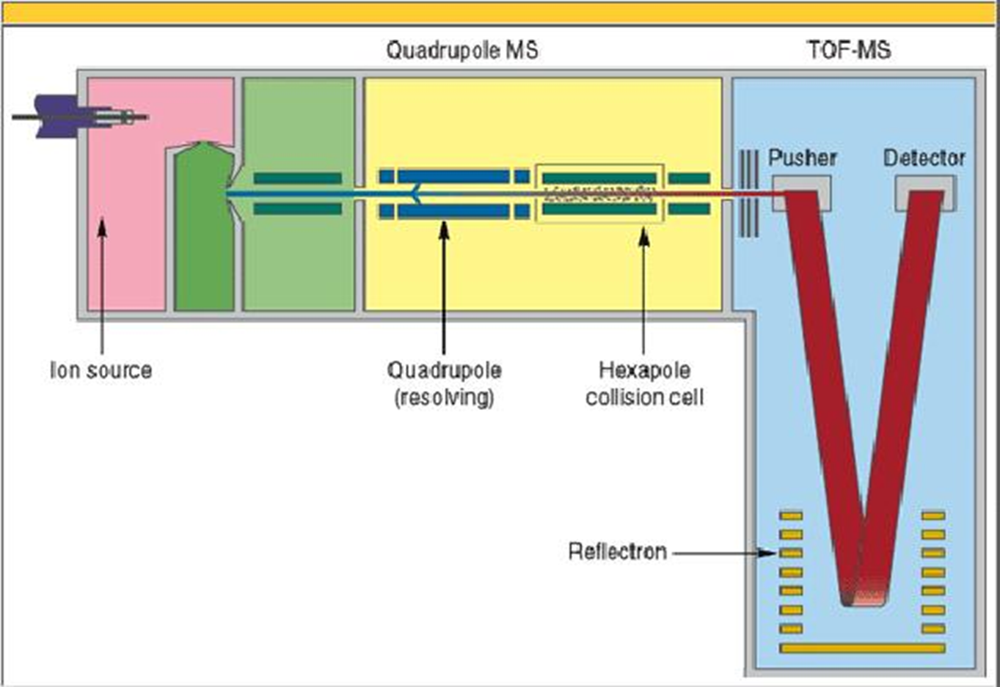 Quadrupole MS
TOF-MS
Pusher
Detector
Ion source
Quadrupole
(resolving)
Hexapole
collision cell
Reflectron